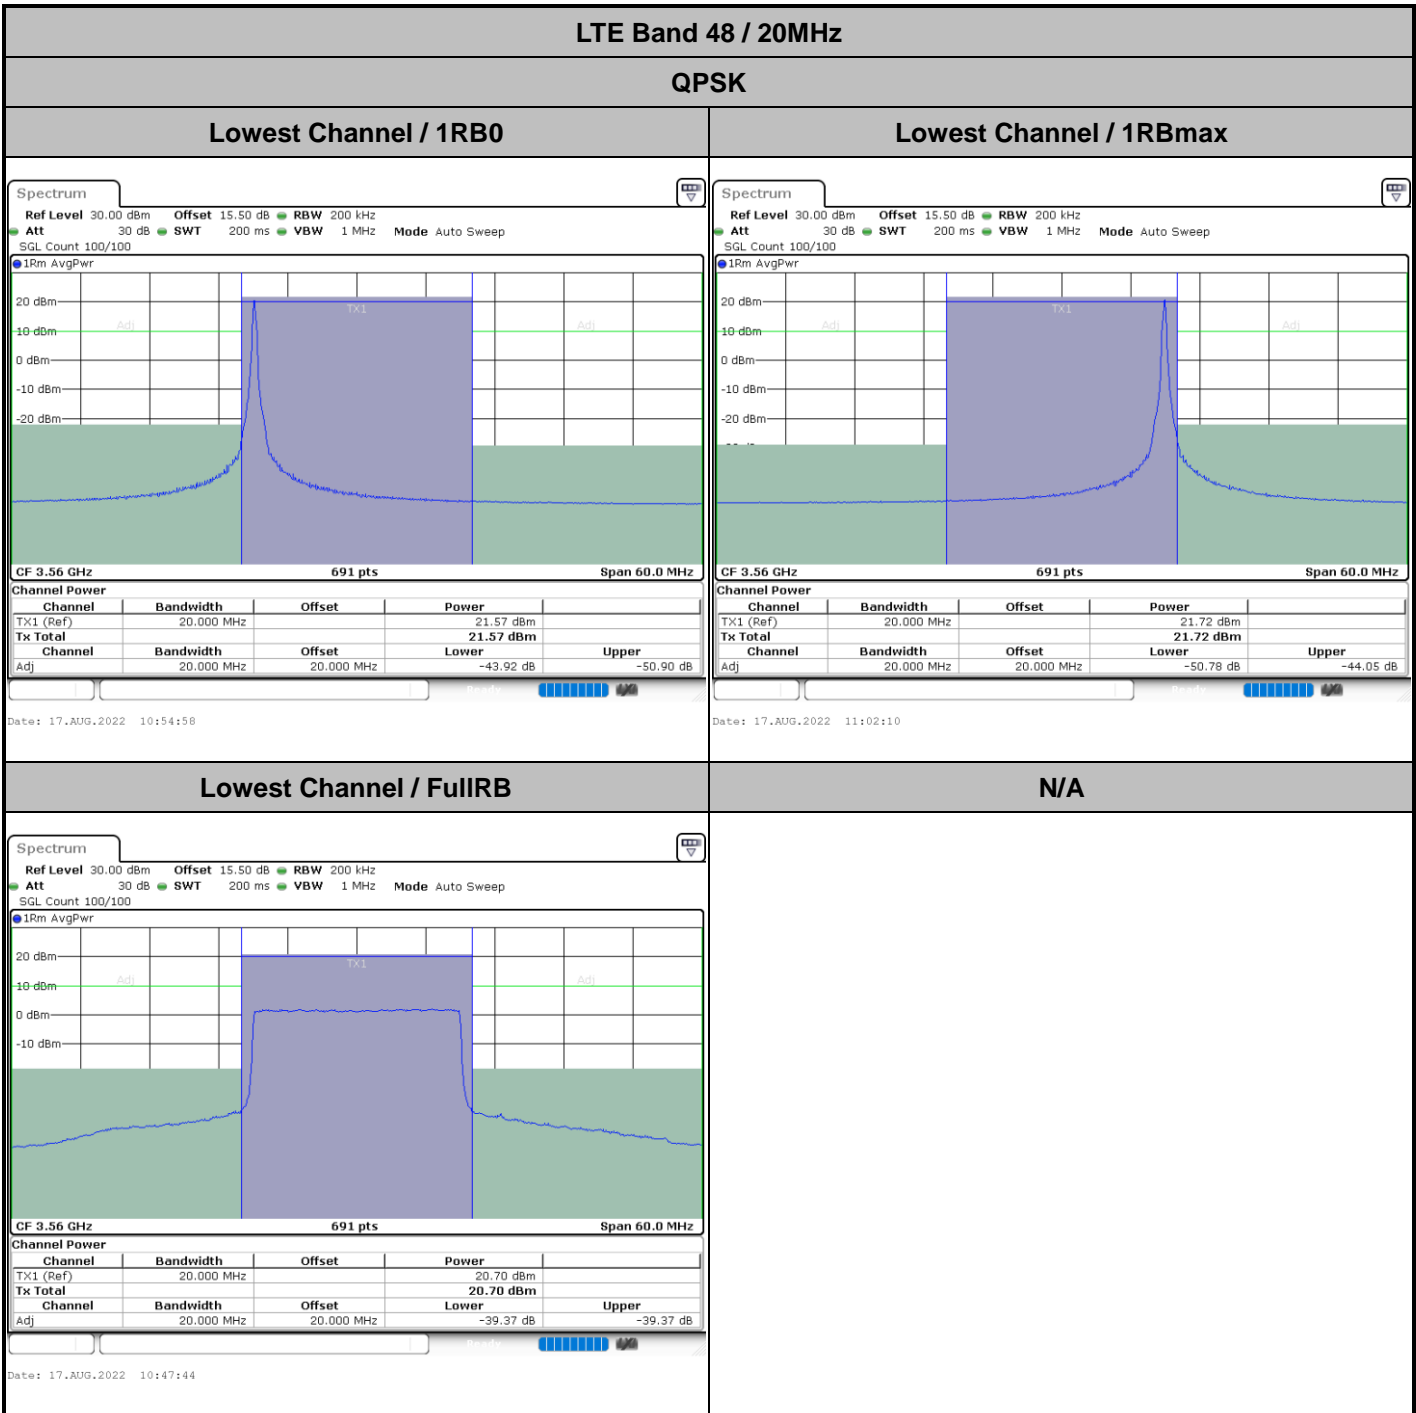 LTE Band 48 / 20MHz
QPSK
Lowest Channel / 1RB0
Lowest Channel / 1RBmax
Spectrum
Ref Level 30.00 dBm Offset 15.50 dB RBW 200 kHz
Att 30 dB SWT 200 ms VBW 1 MHz Mode Auto Sweep
SGL Count 100/100
1Rm AvgPwr
TX1
Adj Adj
20 dBm
10 dBm
0 dBm
-10 dBm
-20 dBm
CF 3.56 GHz 691 pts Span 60.0 MHz
Channel Power
Channel Bandwidth Offset Power
TX1 (Ref) 20.000 MHz 21.57 dBm
Tx Total 21.57 dBm
Channel Bandwidth Offset Lower Upper
Adj 20.000 MHz 20.000 MHz -43.92 dB -50.90 dB
Ready
Date: 17.AUG.2022 10:54:58
Spectrum
Ref Level 30.00 dBm Offset 15.50 dB RBW 200 kHz
Att 30 dB SWT 200 ms VBW 1 MHz Mode Auto Sweep
SGL Count 100/100
1Rm AvgPwr
TX1
Adj Adj
20 dBm
10 dBm
0 dBm
-10 dBm
-20 dBm
CF 3.56 GHz 691 pts Span 60.0 MHz
Channel Power
Channel Bandwidth Offset Power
TX1 (Ref) 20.000 MHz 21.72 dBm
Tx Total 21.72 dBm
Channel Bandwidth Offset Lower Upper
Adj 20.000 MHz 20.000 MHz -50.78 dB -44.05 dB
Ready
Date: 17.AUG.2022 11:02:10
Lowest Channel / FullRB
N/A
Spectrum
Ref Level 30.00 dBm Offset 15.50 dB RBW 200 kHz
Att 30 dB SWT 200 ms VBW 1 MHz Mode Auto Sweep
SGL Count 100/100
1Rm AvgPwr
TX1
Adj Adj
20 dBm
10 dBm
0 dBm
-10 dBm
CF 3.56 GHz 691 pts Span 60.0 MHz
Channel Power
Channel Bandwidth Offset Power
TX1 (Ref) 20.000 MHz 20.70 dBm
Tx Total 20.70 dBm
Channel Bandwidth Offset Lower Upper
Adj 20.000 MHz 20.000 MHz -39.37 dB -39.37 dB
Ready
Date: 17.AUG.2022 10:47:44